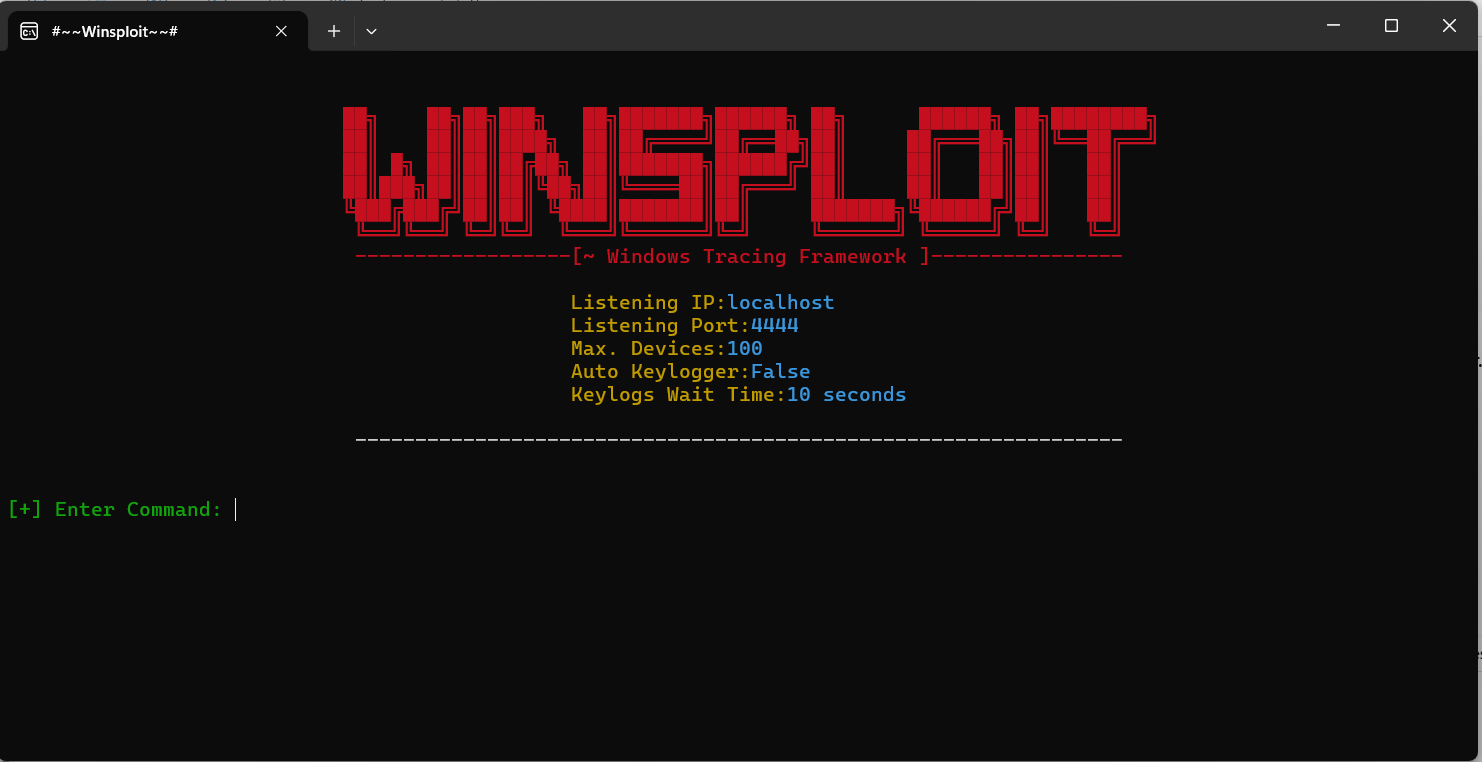 #~~Winsploit~~#
WINSPLOIT
------------------[~ Windows Tracing Framework ]----------------
Listening IP:localhost
Listening Port:4444
Max. Devices:100
Auto Keylogger:False
Keylogs Wait Time:10 seconds
----------------------------------------------------------------
[+] Enter Command: